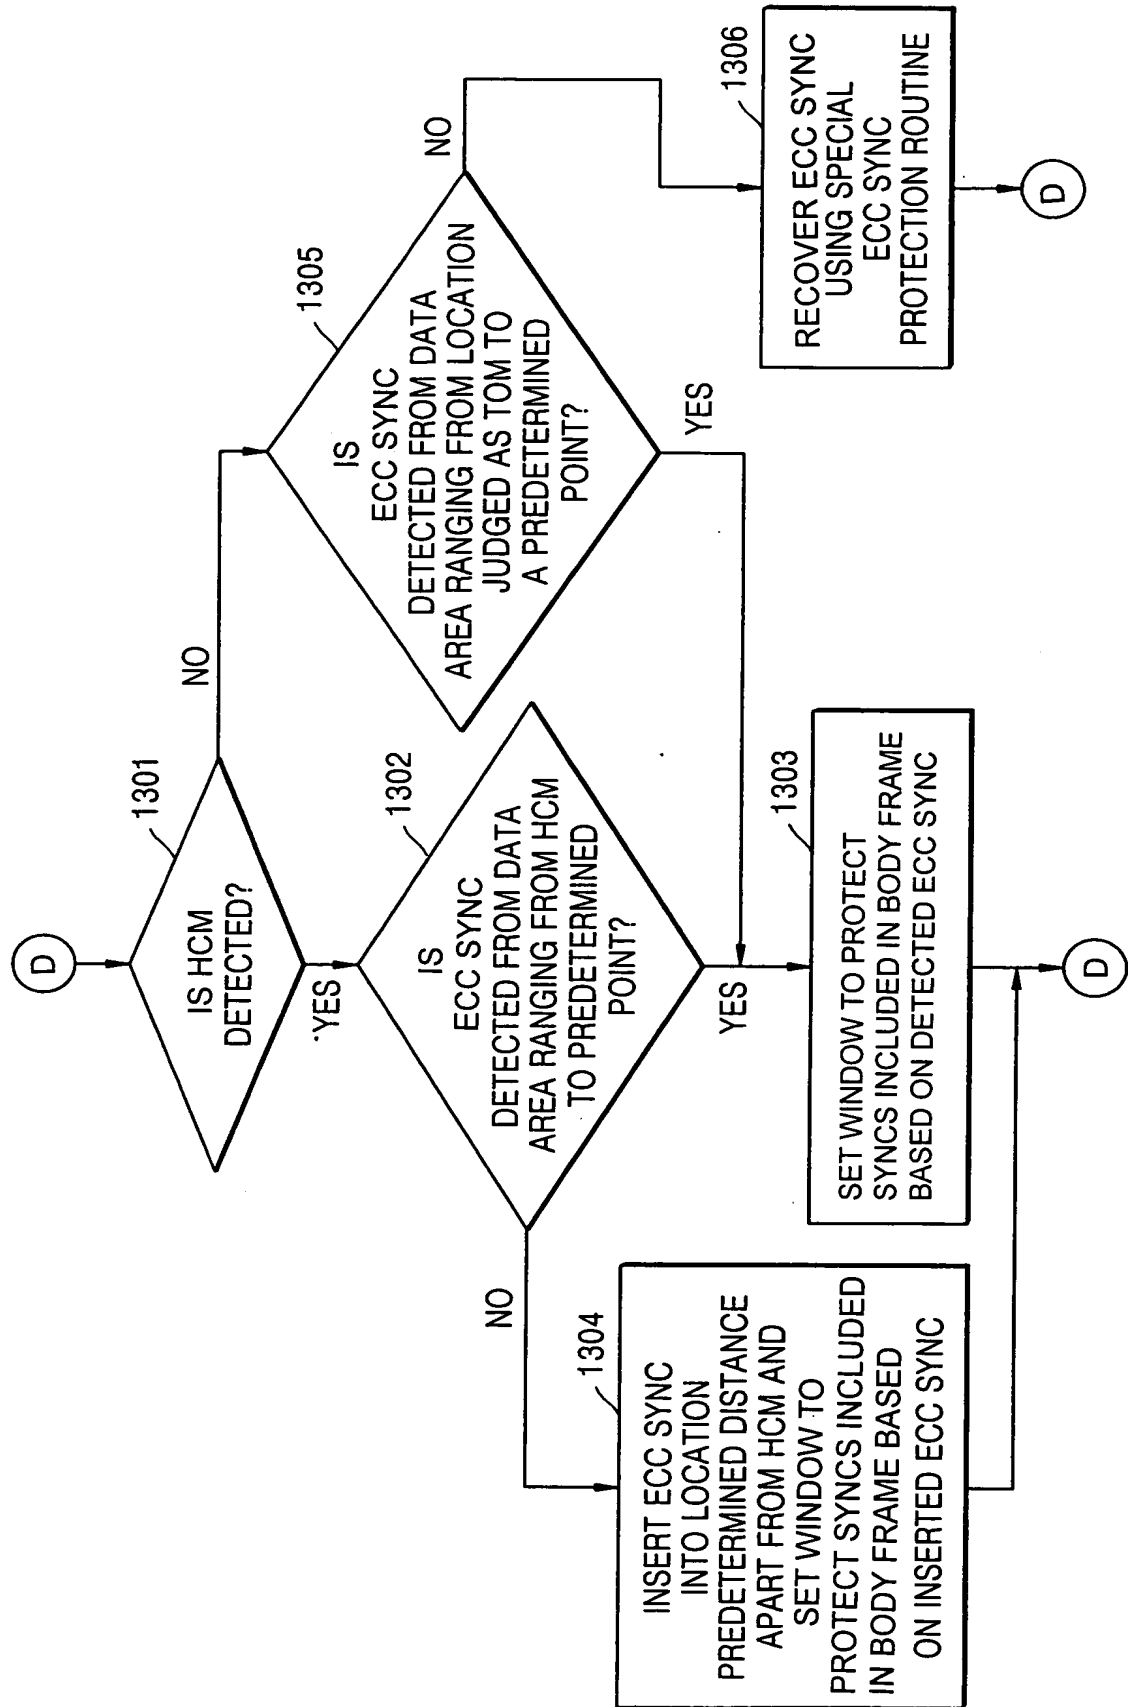 D
1301
IS HCM
DETECTED?
NO
YES
1302
IS
ECC SYNC
DETECTED FROM DATA
AREA RANGING FROM HCM
TO PREDETERMINED
POINT?
NO
YES
1305
IS
ECC SYNC
DETECTED FROM DATA
AREA RANGING FROM LOCATION
JUDGED AS TOM TO
A PREDETERMINED
POINT?
NO
YES
1304
INSERT ECC SYNC
INTO LOCATION
PREDETERMINED DISTANCE
APART FROM HCM AND
SET WINDOW TO
PROTECT SYNCS INCLUDED
IN BODY FRAME BASED
ON INSERTED ECC SYNC
1303
SET WINDOW TO PROTECT
SYNCS INCLUDED IN BODY FRAME
BASED ON DETECTED ECC SYNC
D
1306
RECOVER ECC SYNC
USING SPECIAL
ECC SYNC
PROTECTION ROUTINE
D